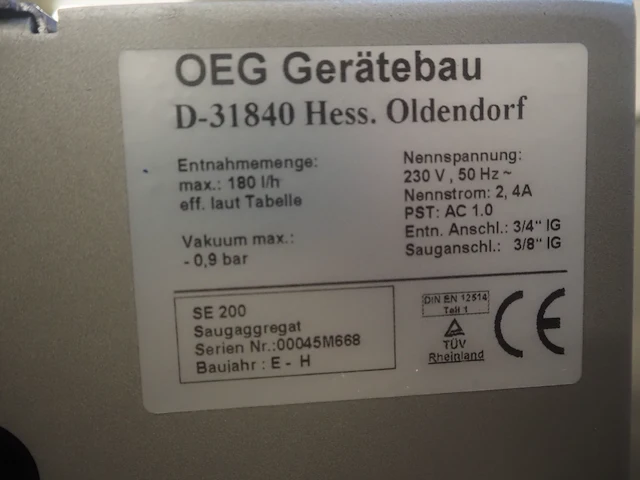 OEG Gerätebau
D-31840 Hess. Oldendorf
Entnahmemenge:
max.: 180 l/h
eff. laut Tabelle
Vakuum max.:
- 0,9 bar
Nennspannung:
230 V , 50 Hz ~
Nennstrom: 2, 4A
PST: AC 1.0
Entn. Anschl.: 3/4" IG
Sauganschl.: 3/8" IG
SE 200
Saugaggregat
Serien Nr.:00045M668
Baujahr : E - H
DIN EN 12514
Teil 1
TÜV
Rheinland
CE